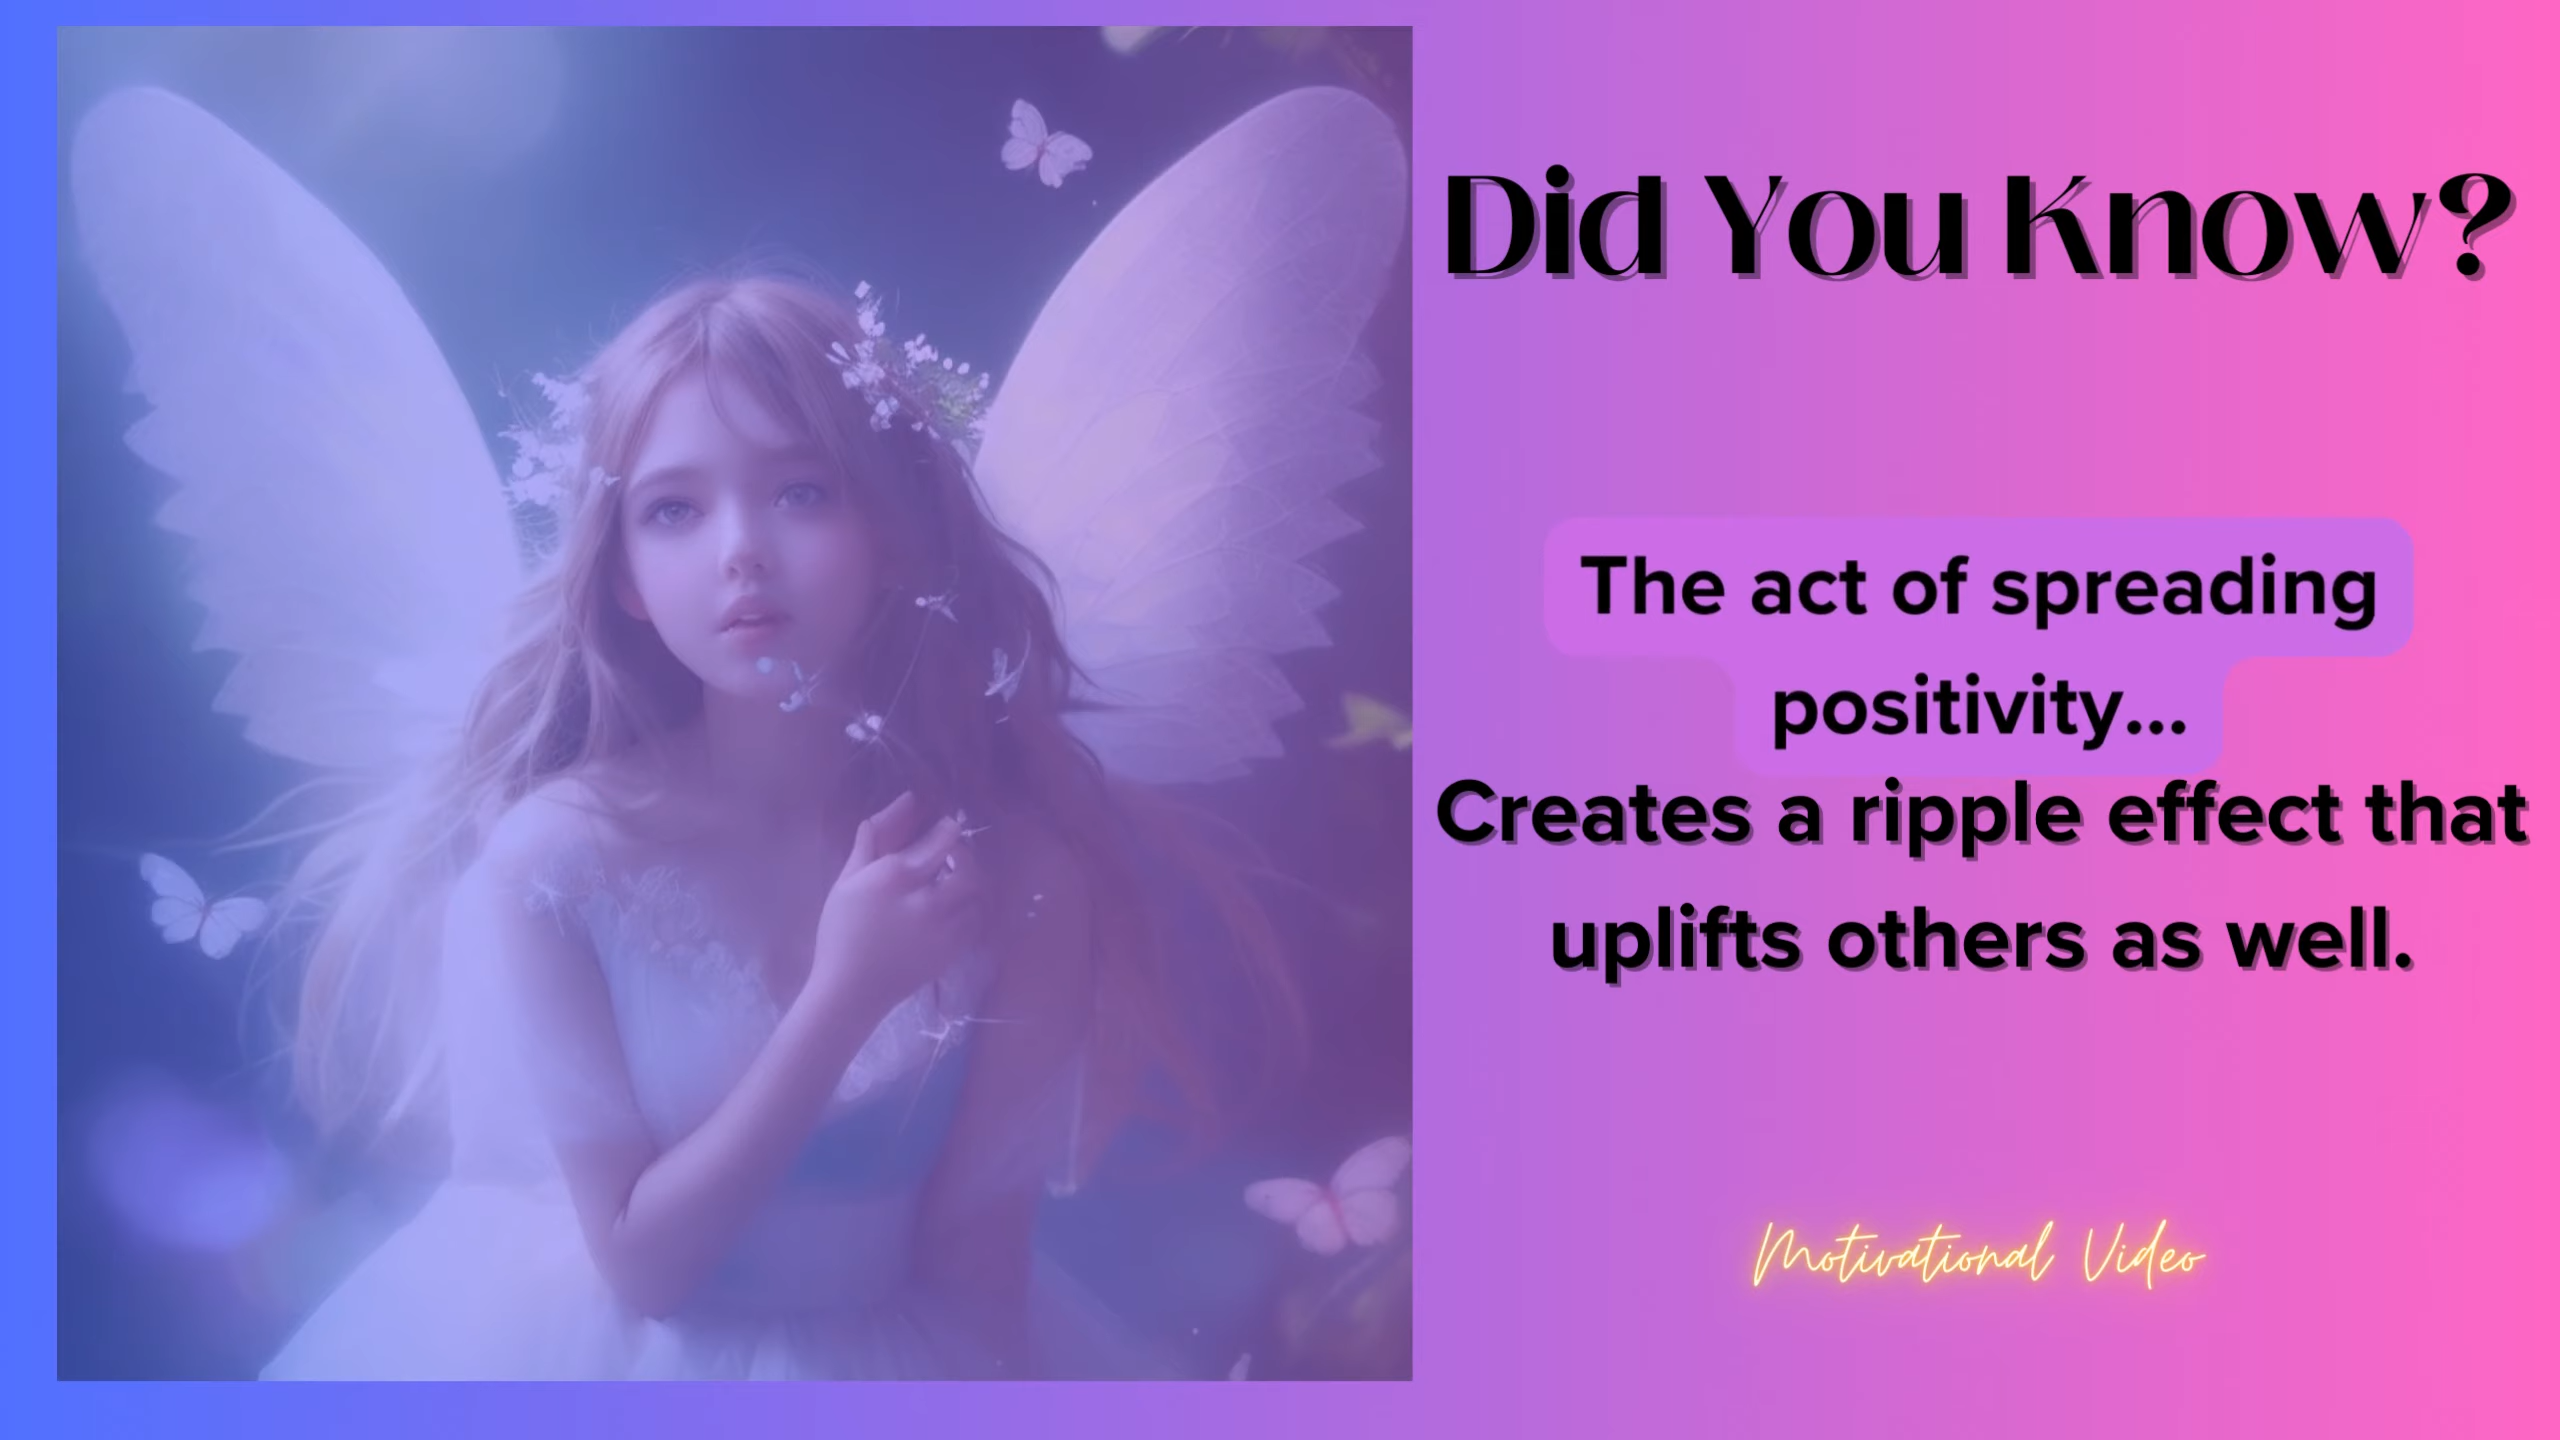 Did You Know?
The act of spreading
positivity...
Creates a ripple effect that
uplifts others as well.
Motivational Video